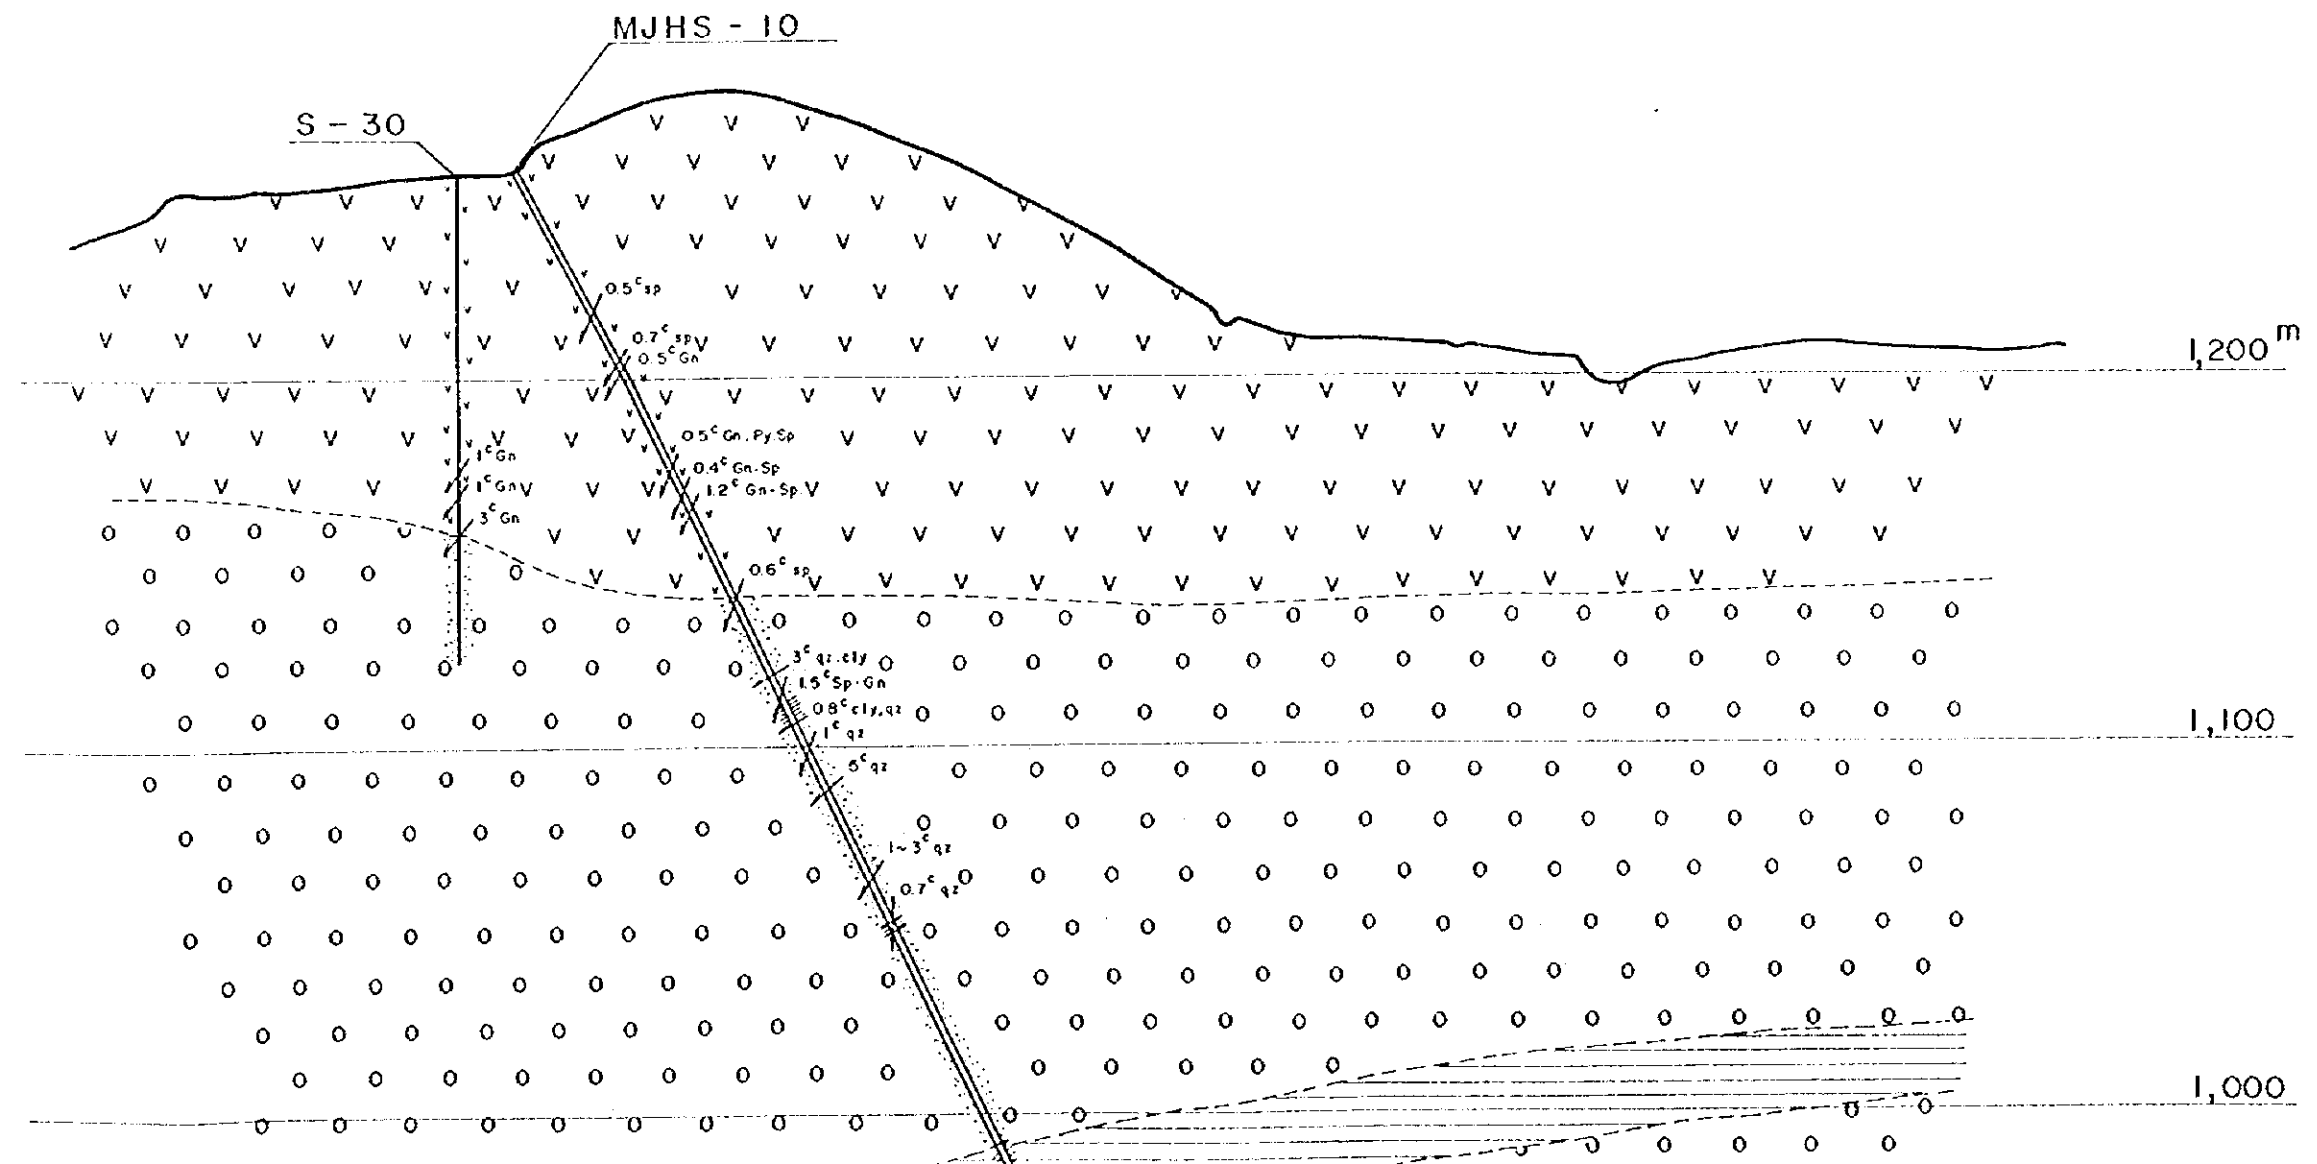 MJHS - 10
S - 30
0.5ᶜ sp
0.7ᶜ sp
1,200 m
0.5ᶜ Gn
0.5ᶜ Gn. Py. Sp
1ᶜ Gn
0.4ᶜ Gn-Sp
1ᶜ Gn
1.2ᶜ Gn-Sp
3ᶜ Gn
0.6ᶜ sp
3ᶜ qz.cly
1.5ᶜ Sp-Gn
0.8ᶜ cly.qz
1,100
1ᶜ qz
5ᶜ qz
1~3ᶜ qz
0.7ᶜ qz
1,000